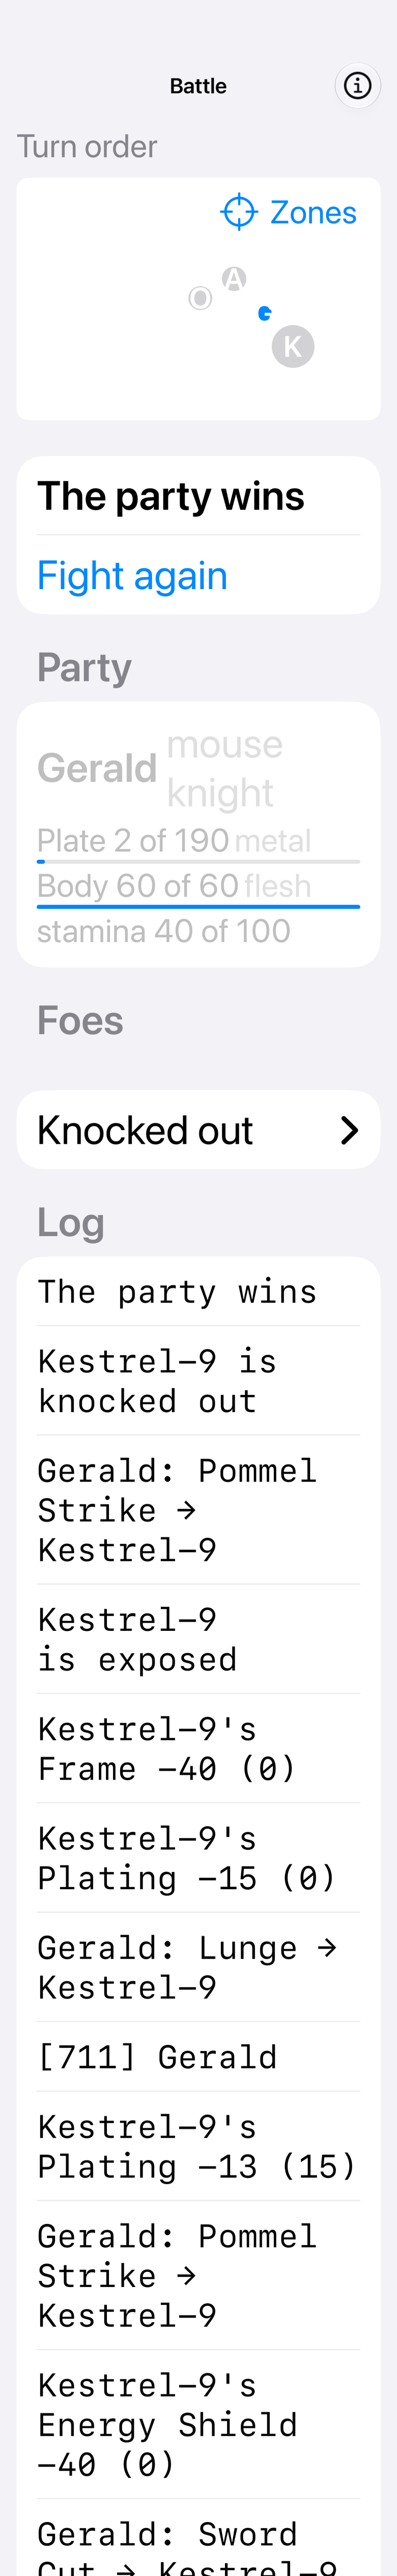 Battle
Turn order
Zones
A
O
G
K
The party wins
Fight again
Party
Gerald mouse
knight
Plate 2 of 190 metal
Body 60 of 60 flesh
stamina 40 of 100
Foes
Knocked out
Log
The party wins
Kestrel-9 is
knocked out
Gerald: Pommel
Strike →
Kestrel-9
Kestrel-9
is exposed
Kestrel-9's
Frame -40 (0)
Kestrel-9's
Plating -15 (0)
Gerald: Lunge →
Kestrel-9
[711] Gerald
Kestrel-9's
Plating -13 (15)
Gerald: Pommel
Strike →
Kestrel-9
Kestrel-9's
Energy Shield
-40 (0)
Gerald: Sword
Cut → Kestrel-9